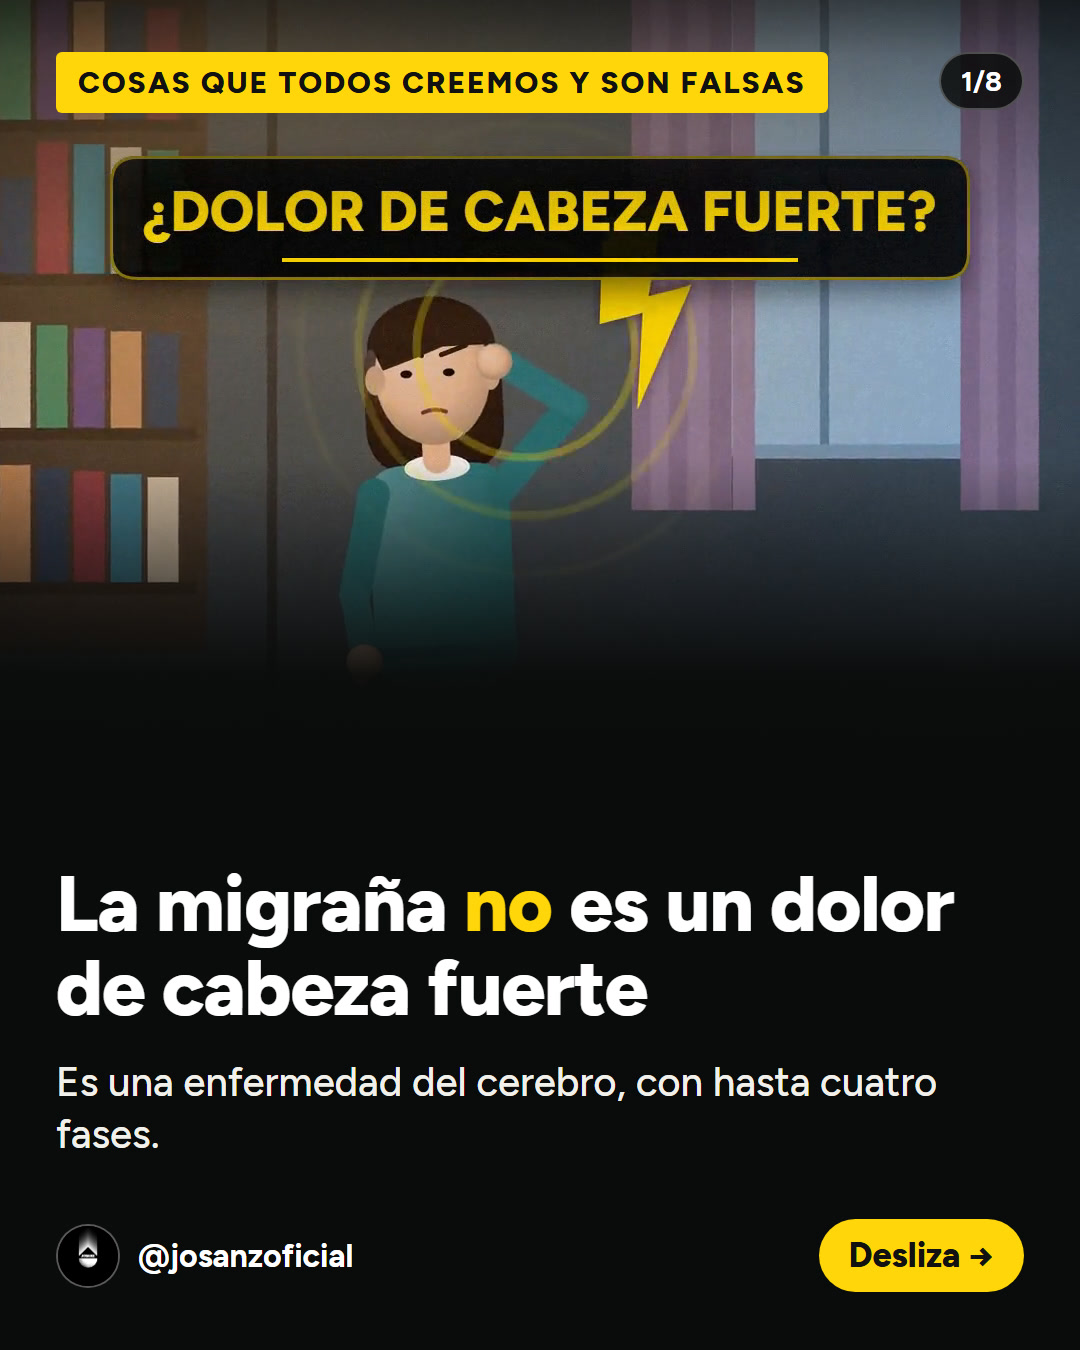 COSAS QUE TODOS CREEMOS Y SON FALSAS
1/8
¿DOLOR DE CABEZA FUERTE?
La migraña no es un dolor
de cabeza fuerte
Es una enfermedad del cerebro, con hasta cuatro
fases.
@josanzoficial
Desliza →